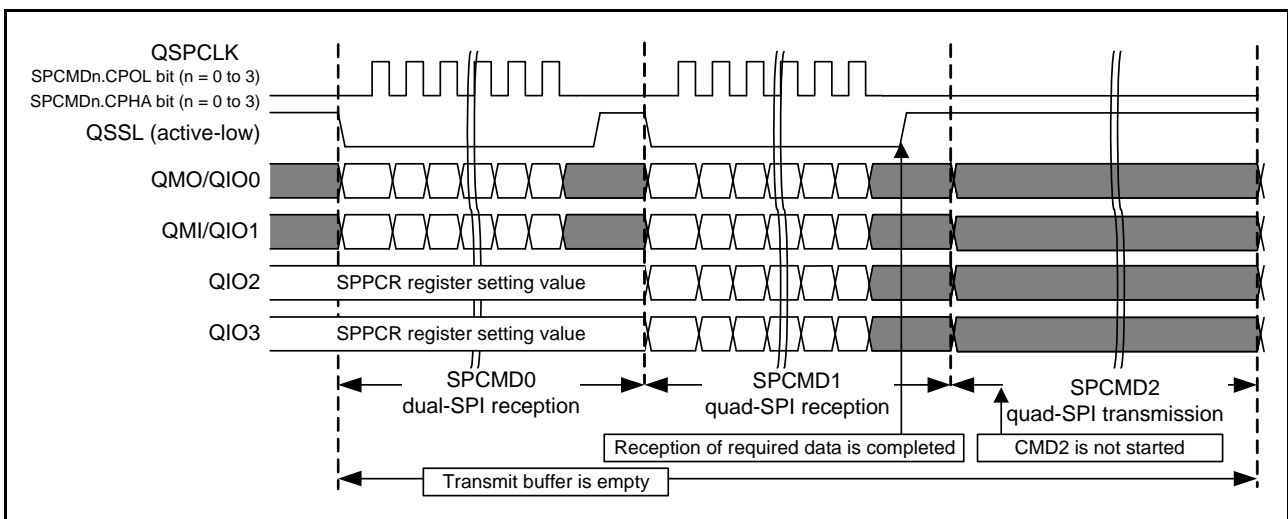 QSPCLK
SPCMDn.CPOL bit (n = 0 to 3)
SPCMDn.CPHA bit (n = 0 to 3)
QSSL (active-low)
QMO/QIO0
QMI/QIO1
QIO2
SPPCR register setting value
QIO3
SPPCR register setting value
SPCMD0
dual-SPI reception
SPCMD1
quad-SPI reception
SPCMD2
quad-SPI transmission
Reception of required data is completed
CMD2 is not started
Transmit buffer is empty